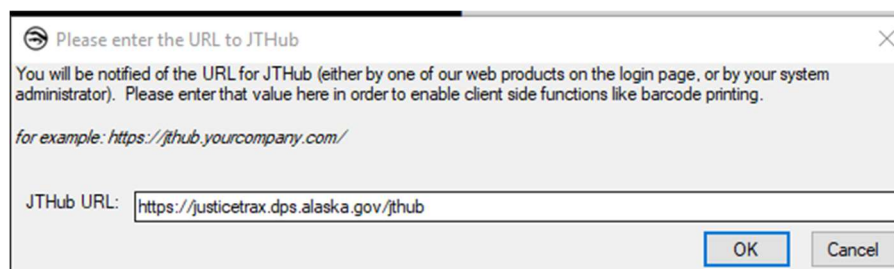 Please enter the URL to JTHub
You will be notified of the URL for JTHub (either by one of our web products on the login page, or by your system
administrator). Please enter that value here in order to enable client side functions like barcode printing.
for example: https://jthub.yourcompany.com/
JTHub URL: https://justicetrax.dps.alaska.gov/jthub
OK Cancel